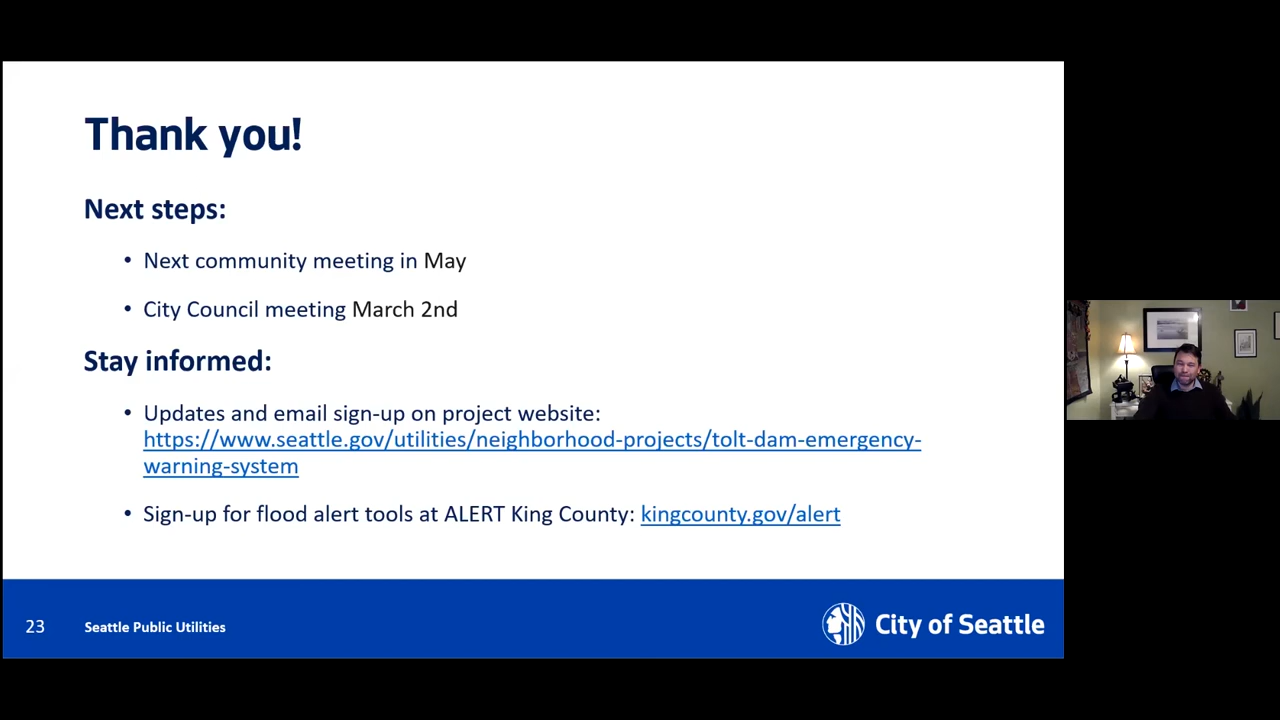 Thank you!
Next steps:
• Next community meeting in May
• City Council meeting March 2nd
Stay informed:
• Updates and email sign-up on project website:
https://www.seattle.gov/utilities/neighborhood-projects/tolt-dam-emergency-
warning-system
• Sign-up for flood alert tools at ALERT King County: kingcounty.gov/alert
23 Seattle Public Utilities City of Seattle